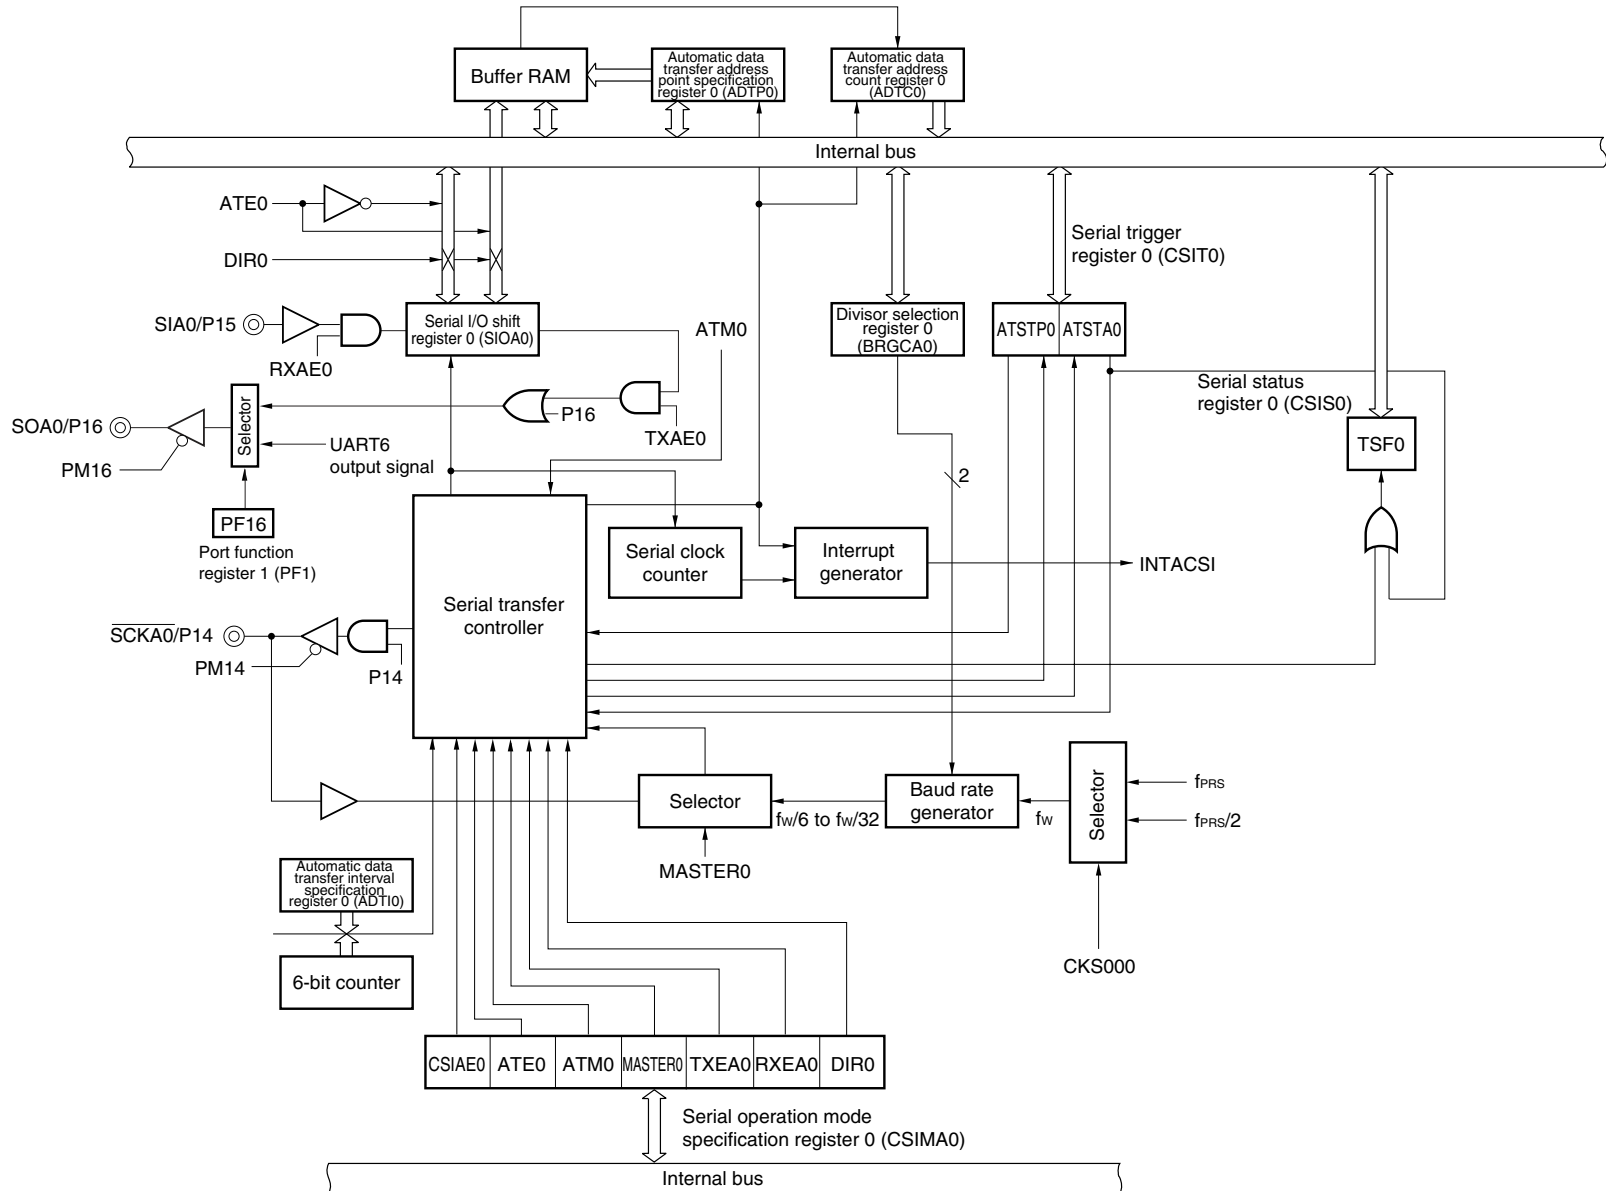 Buffer RAM
Automatic data
transfer address
point specification
register 0 (ADTP0)
Automatic data
transfer address
count register 0
(ADTC0)
Internal bus
ATE0
DIR0
Serial trigger
register 0 (CSIT0)
SIA0/P15
RXAE0
Serial I/O shift
register 0 (SIOA0)
ATM0
Divisor selection
register 0
(BRGCA0)
ATSTP0
ATSTA0
Serial status
register 0 (CSIS0)
SOA0/P16
PM16
Selector
UART6
output signal
P16
TXAE0
TSF0
2
PF16
Port function
register 1 (PF1)
Serial clock
counter
Interrupt
generator
INTACSI
Serial transfer
controller
SCKA0/P14
PM14
P14
Selector
MASTER0
fW/6 to fW/32
Baud rate
generator
fW
Selector
fPRS
fPRS/2
CKS000
Automatic data
transfer interval
specification
register 0 (ADTI0)
6-bit counter
CSIAE0 ATE0 ATM0 MASTER0 TXEA0 RXEA0 DIR0
Serial operation mode
specification register 0 (CSIMA0)
Internal bus